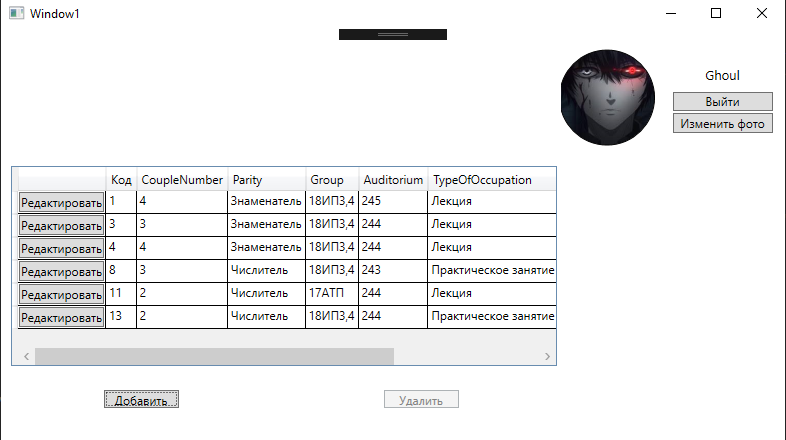 Window1
Ghoul
Выйти
Изменить фото
Код CoupleNumber Parity Group Auditorium TypeOfOccupation
Редактировать 1 4 Знаменатель 18ИП3,4 245 Лекция
Редактировать 3 3 Знаменатель 18ИП3,4 244 Лекция
Редактировать 4 4 Знаменатель 18ИП3,4 244 Лекция
Редактировать 8 3 Числитель 18ИП3,4 243 Практическое занятие
Редактировать 11 2 Числитель 17АТП 244 Лекция
Редактировать 13 2 Числитель 18ИП3,4 244 Практическое занятие
Добавить Удалить